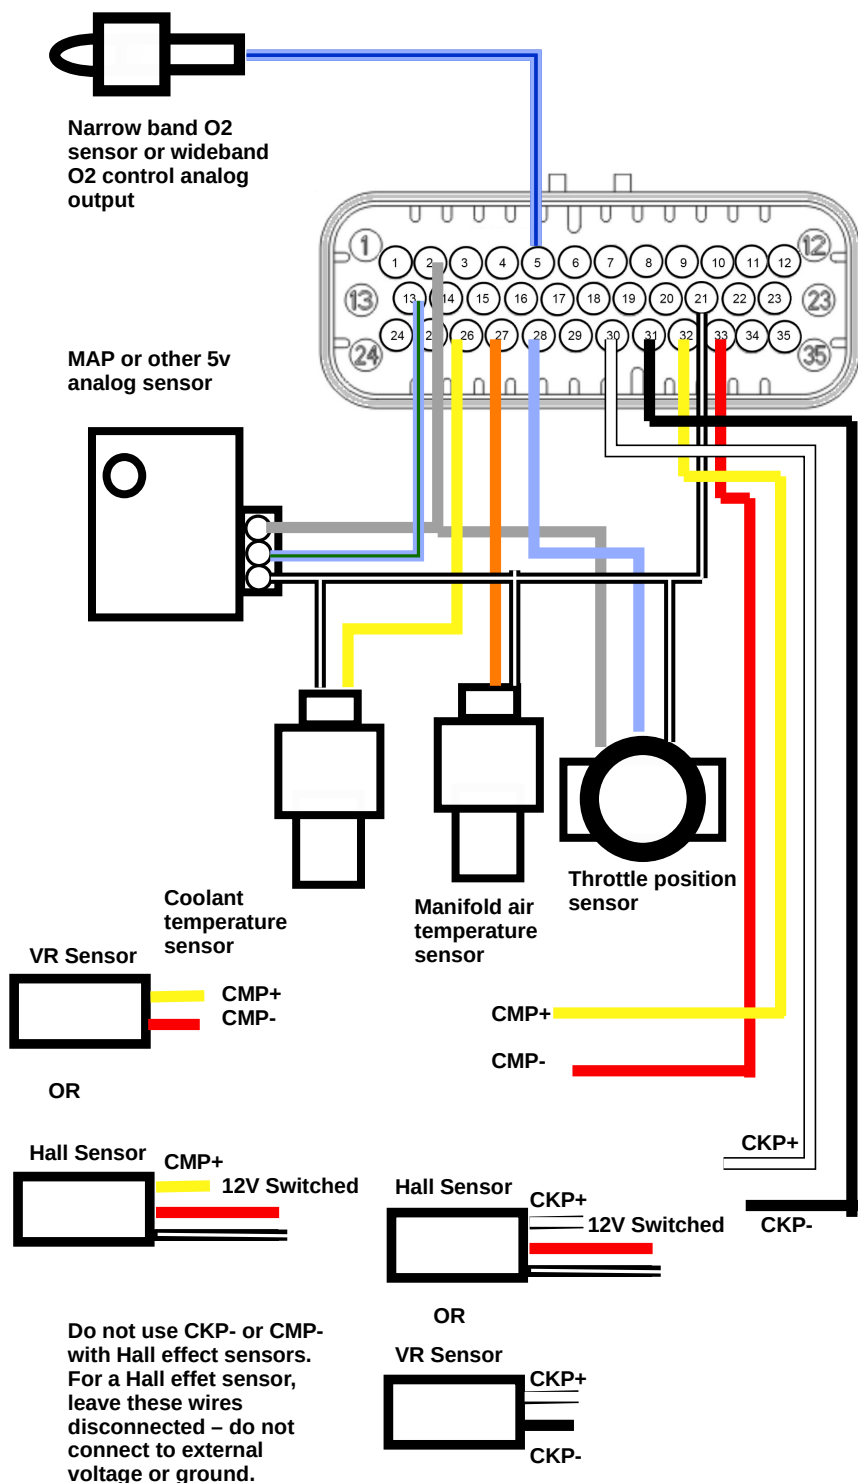 Narrow band O2
sensor or wideband
O2 control analog
output
1
12
1 2 3 4 5 6 7 8 9 10 11 12
13
13 14 15 16 17 18 19 20 21 22 23
23
24 26 27 28 29 30 31 32 33 34 35
24
35
MAP or other 5v
analog sensor
Coolant
temperature
sensor
Manifold air
temperature
sensor
Throttle position
sensor
VR Sensor
CMP+
CMP-
OR
Hall Sensor
CMP+
12V Switched
CMP+
CMP-
CKP+
CKP-
Hall Sensor
CKP+
12V Switched
OR
VR Sensor
CKP+
CKP-
Do not use CKP- or CMP-
with Hall effect sensors.
For a Hall effet sensor,
leave these wires
disconnected – do not
connect to external
voltage or ground.